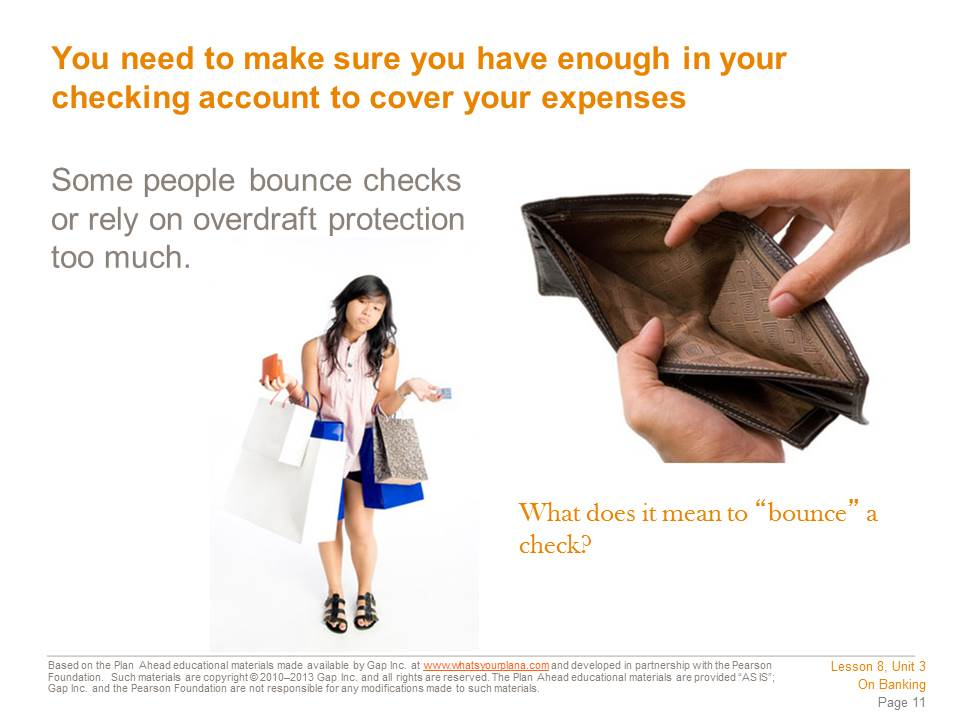 You need to make sure you have enough in your
checking account to cover your expenses
Some people bounce checks
or rely on overdraft protection
too much.
What does it mean to “bounce” a
check?
Based on the Plan Ahead educational materials made available by Gap Inc. at www.whatsyourplana.com and developed in partnership with the Pearson
Foundation. Such materials are copyright © 2010–2013 Gap Inc. and all rights are reserved. The Plan Ahead educational materials are provided “AS IS”;
Gap Inc. and the Pearson Foundation are not responsible for any modifications made to such materials.
Lesson 8, Unit 3
On Banking
Page 11